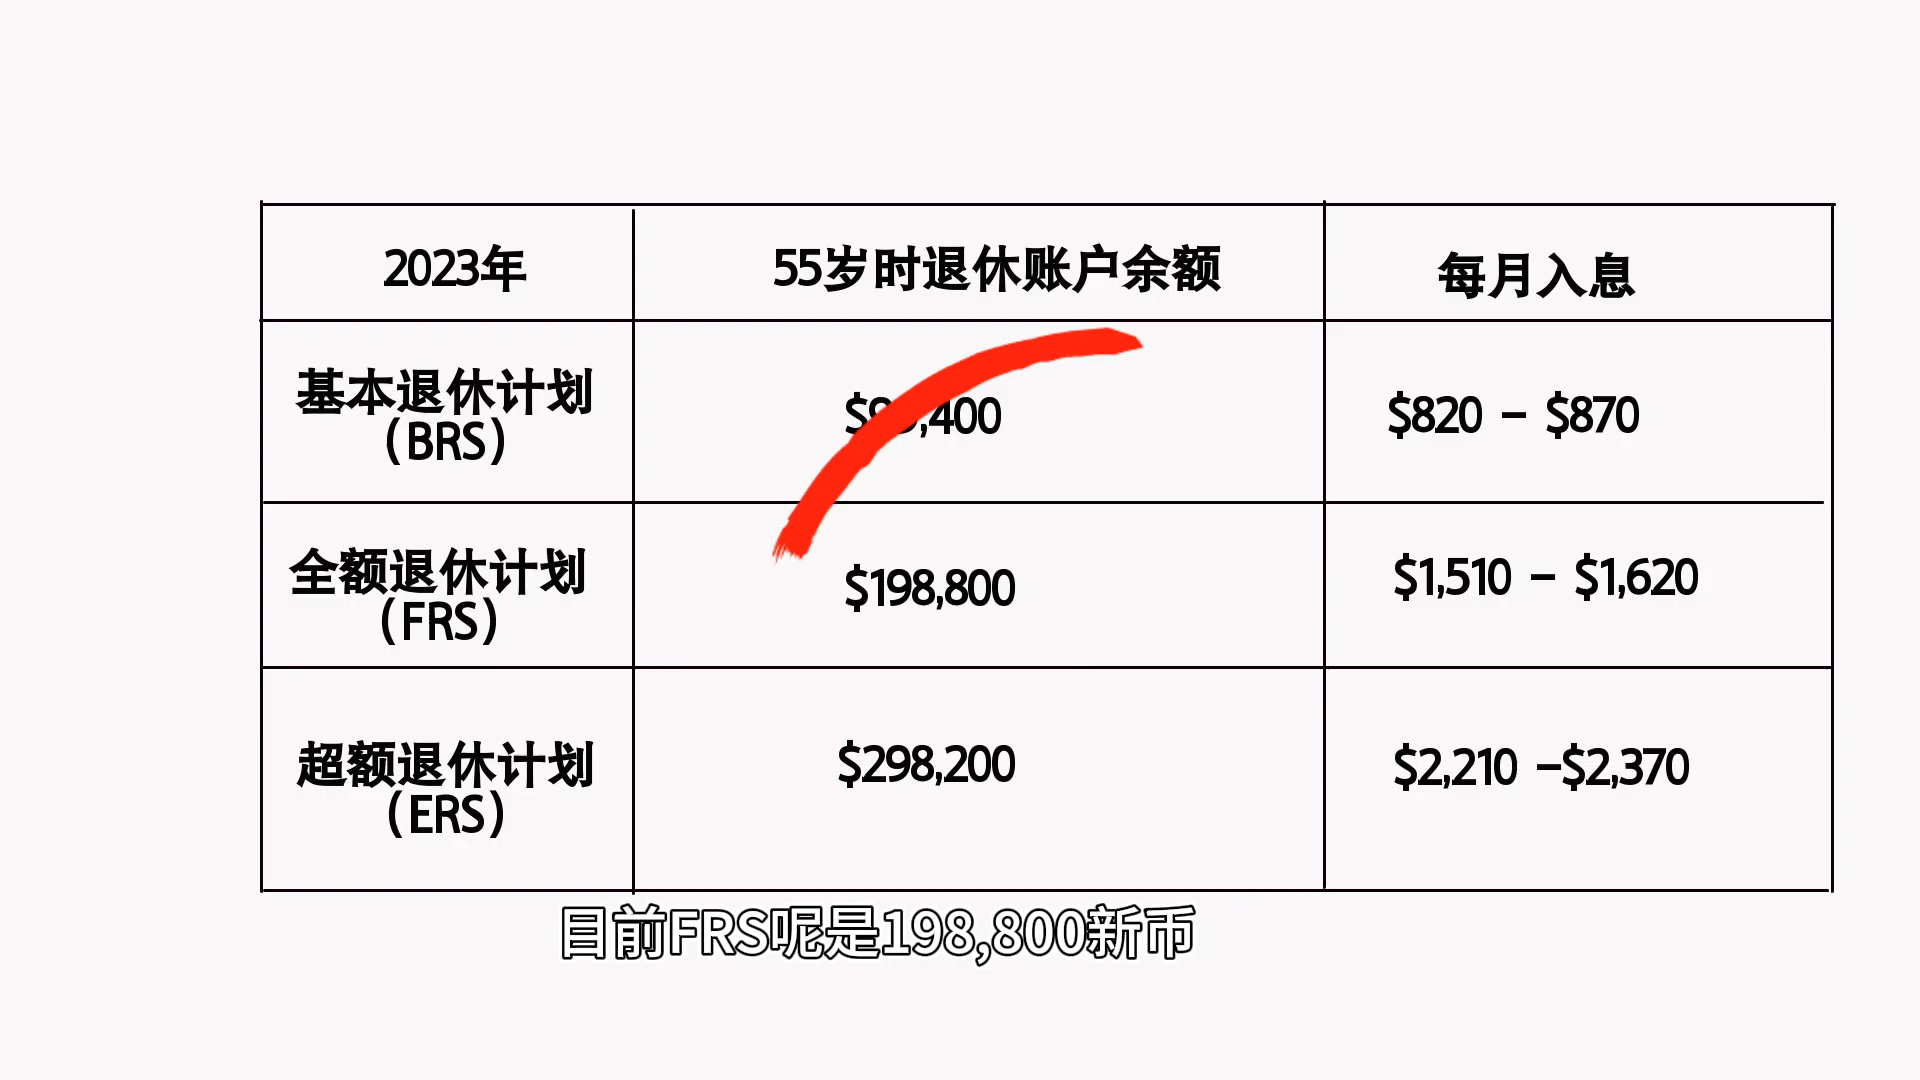 2023年
55岁时退休账户余额
每月入息
基本退休计划
(BRS)
$820 - $870
全额退休计划
(FRS)
$198,800
$1,510 - $1,620
超额退休计划
(ERS)
$298,200
$2,210 -$2,370
目前FRS呢是198,800新币